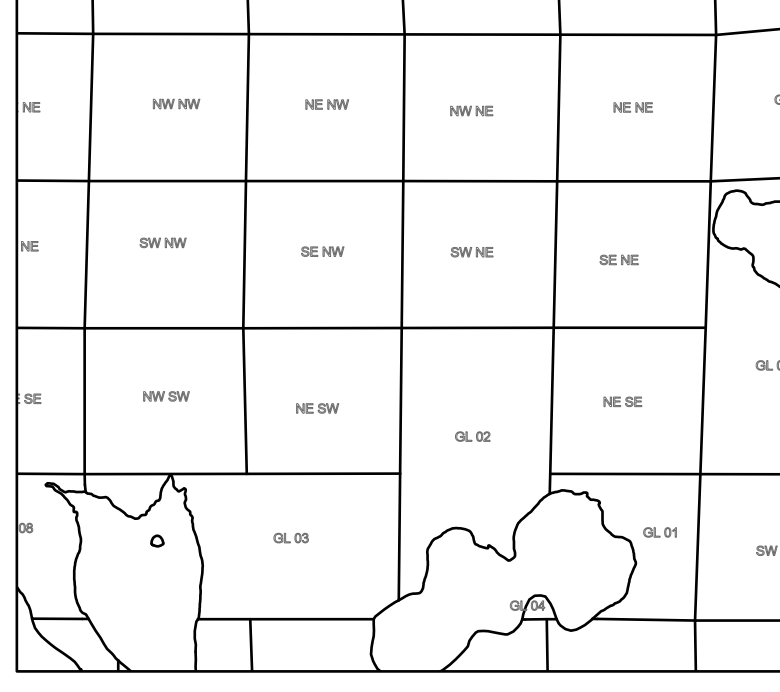 NE NW NW NE NW NW NE NE NE
NE SW NW SE NW SW NE SE NE
SE NW SW NE SW GL 02 NE SE GL
08 GL 03 GL 04 GL 01 SW